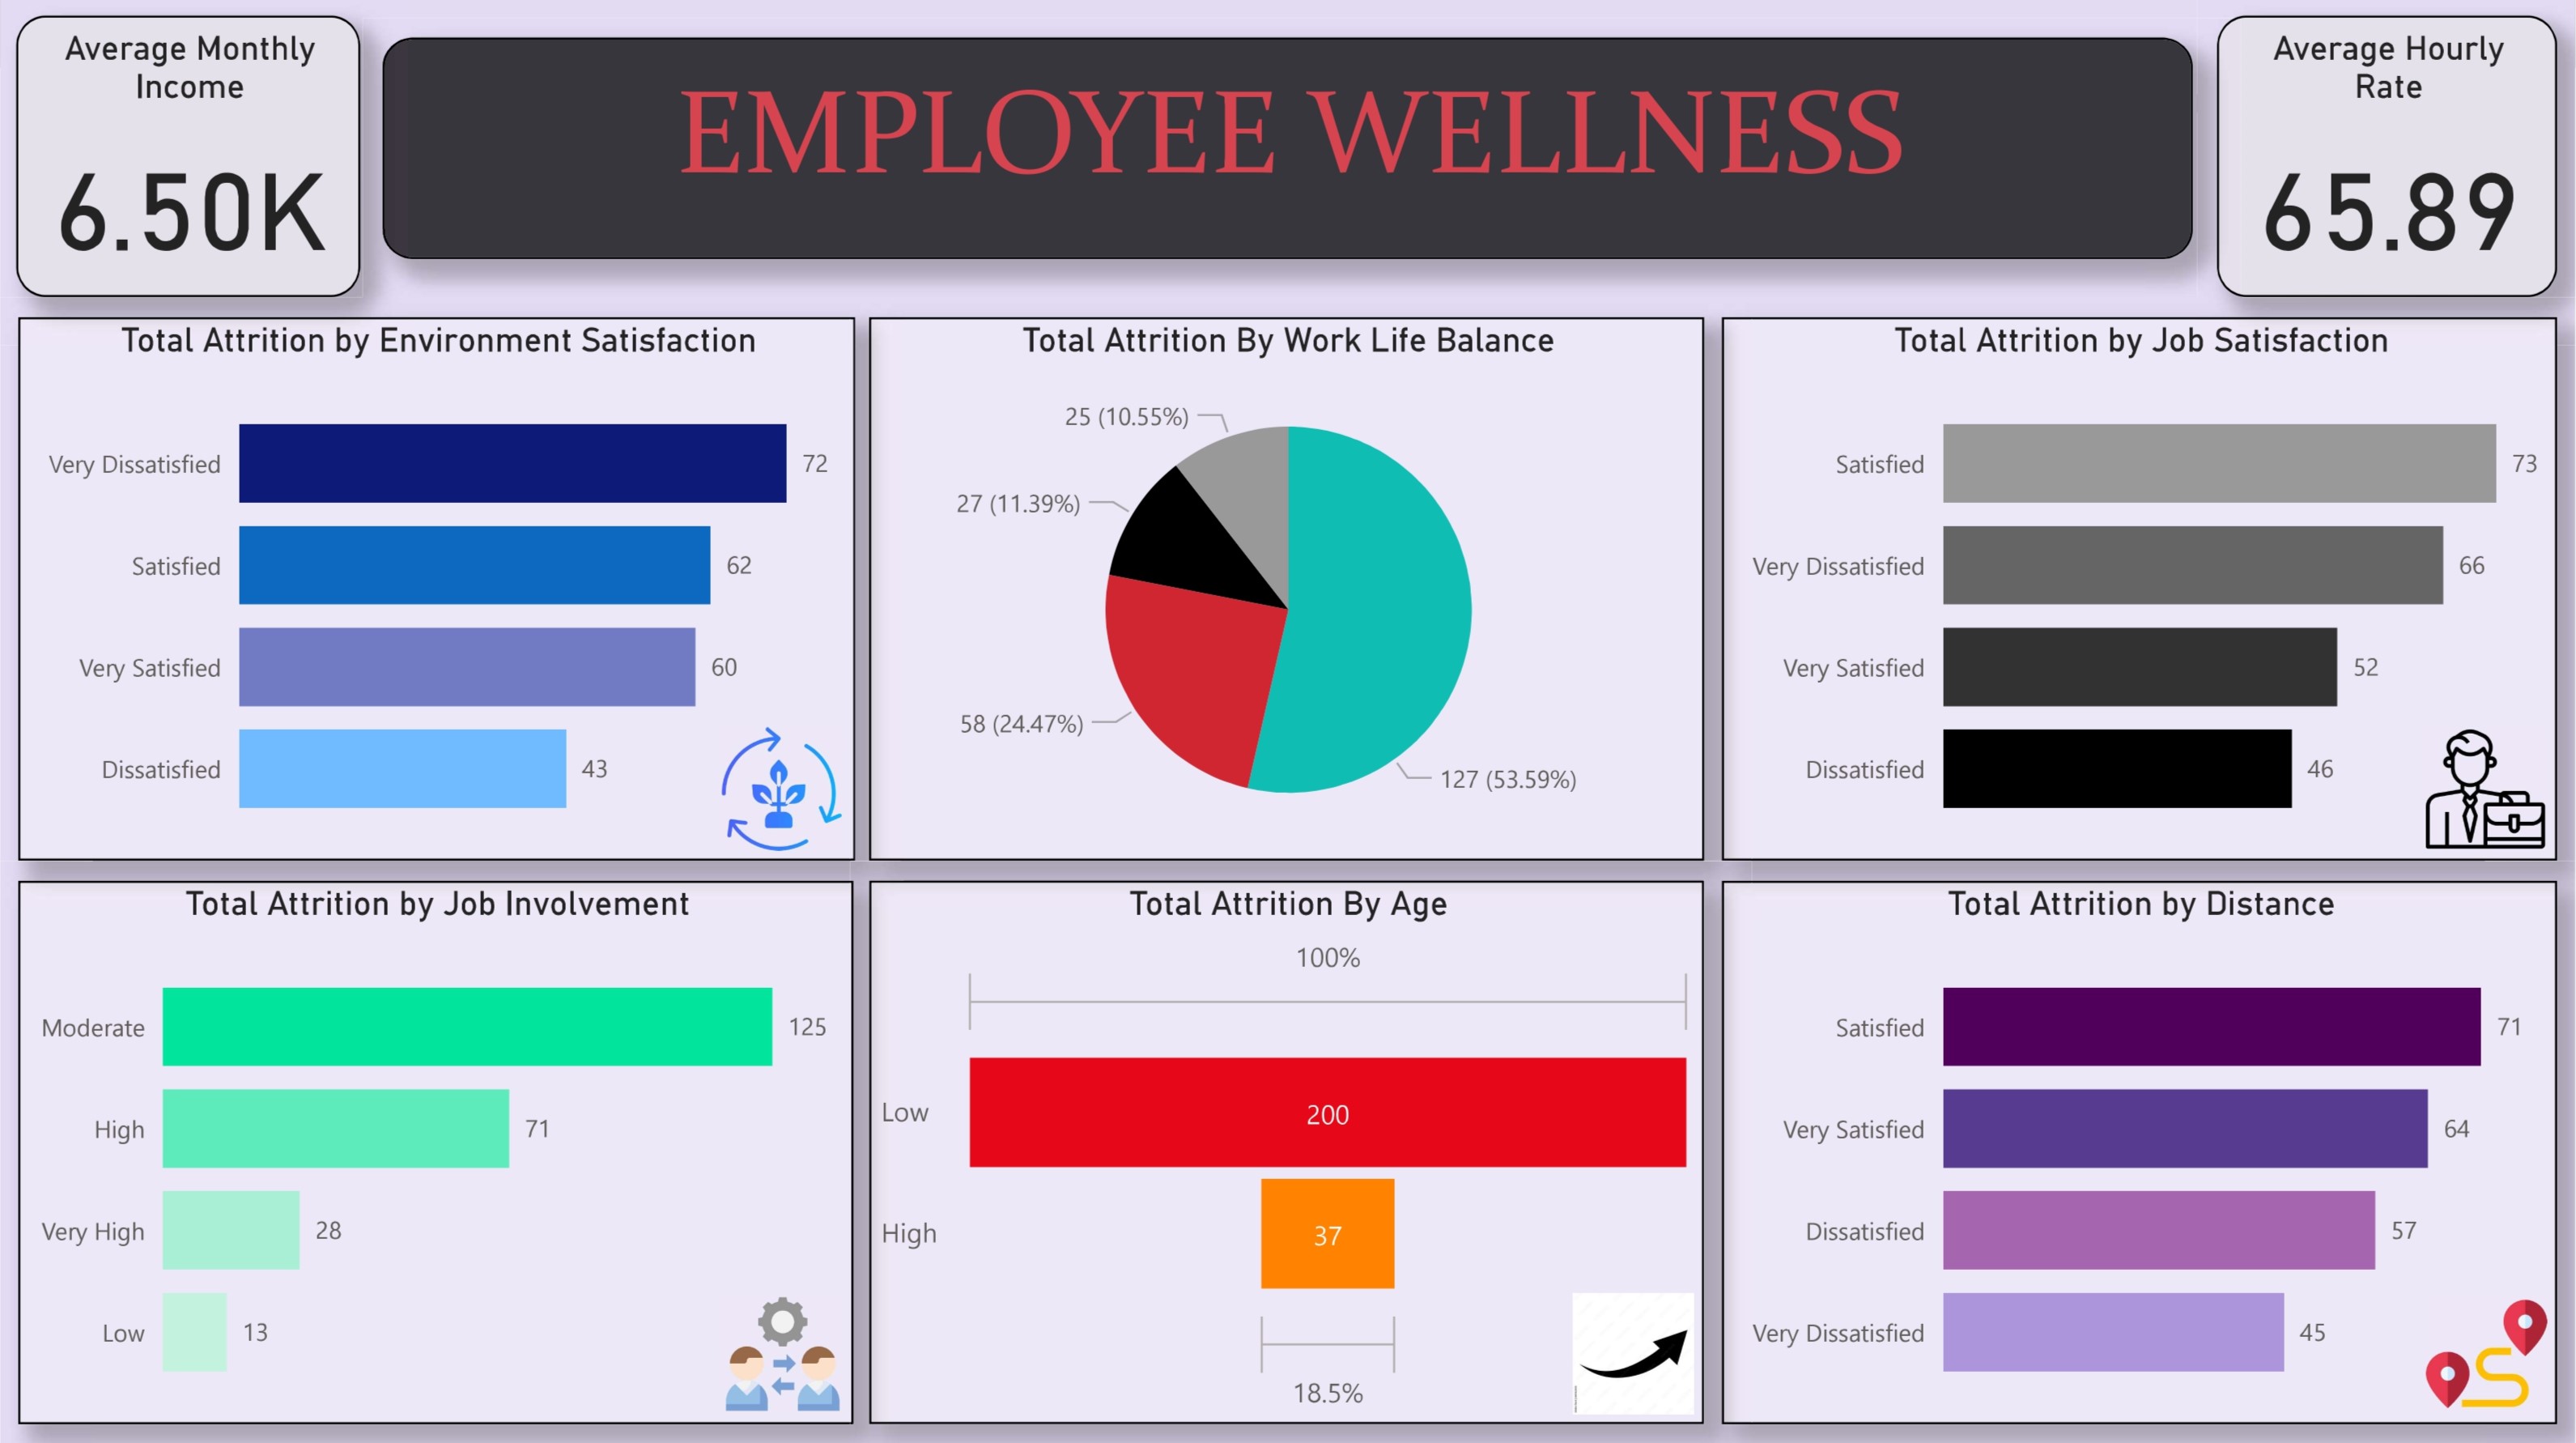 Average Monthly
Income
6.50K
EMPLOYEE WELLNESS
Average Hourly
Rate
65.89
Total Attrition by Environment Satisfaction
Very Dissatisfied
72
Satisfied
62
Very Satisfied
60
Dissatisfied
43
Total Attrition By Work Life Balance
25 (10.55%)
27 (11.39%)
58 (24.47%)
127 (53.59%)
Total Attrition by Job Satisfaction
Satisfied
73
Very Dissatisfied
66
Very Satisfied
52
Dissatisfied
46
Total Attrition by Job Involvement
Moderate
125
High
71
Very High
28
Low
13
Total Attrition By Age
100%
Low
200
High
37
18.5%
Total Attrition by Distance
Satisfied
71
Very Satisfied
64
Dissatisfied
57
Very Dissatisfied
45